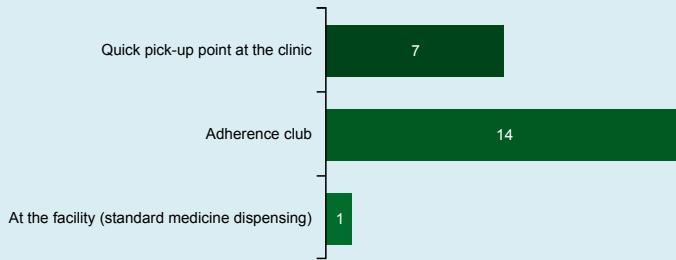 Quick pick-up point at the clinic
7
Adherence club
14
At the facility (standard medicine dispensing)
1